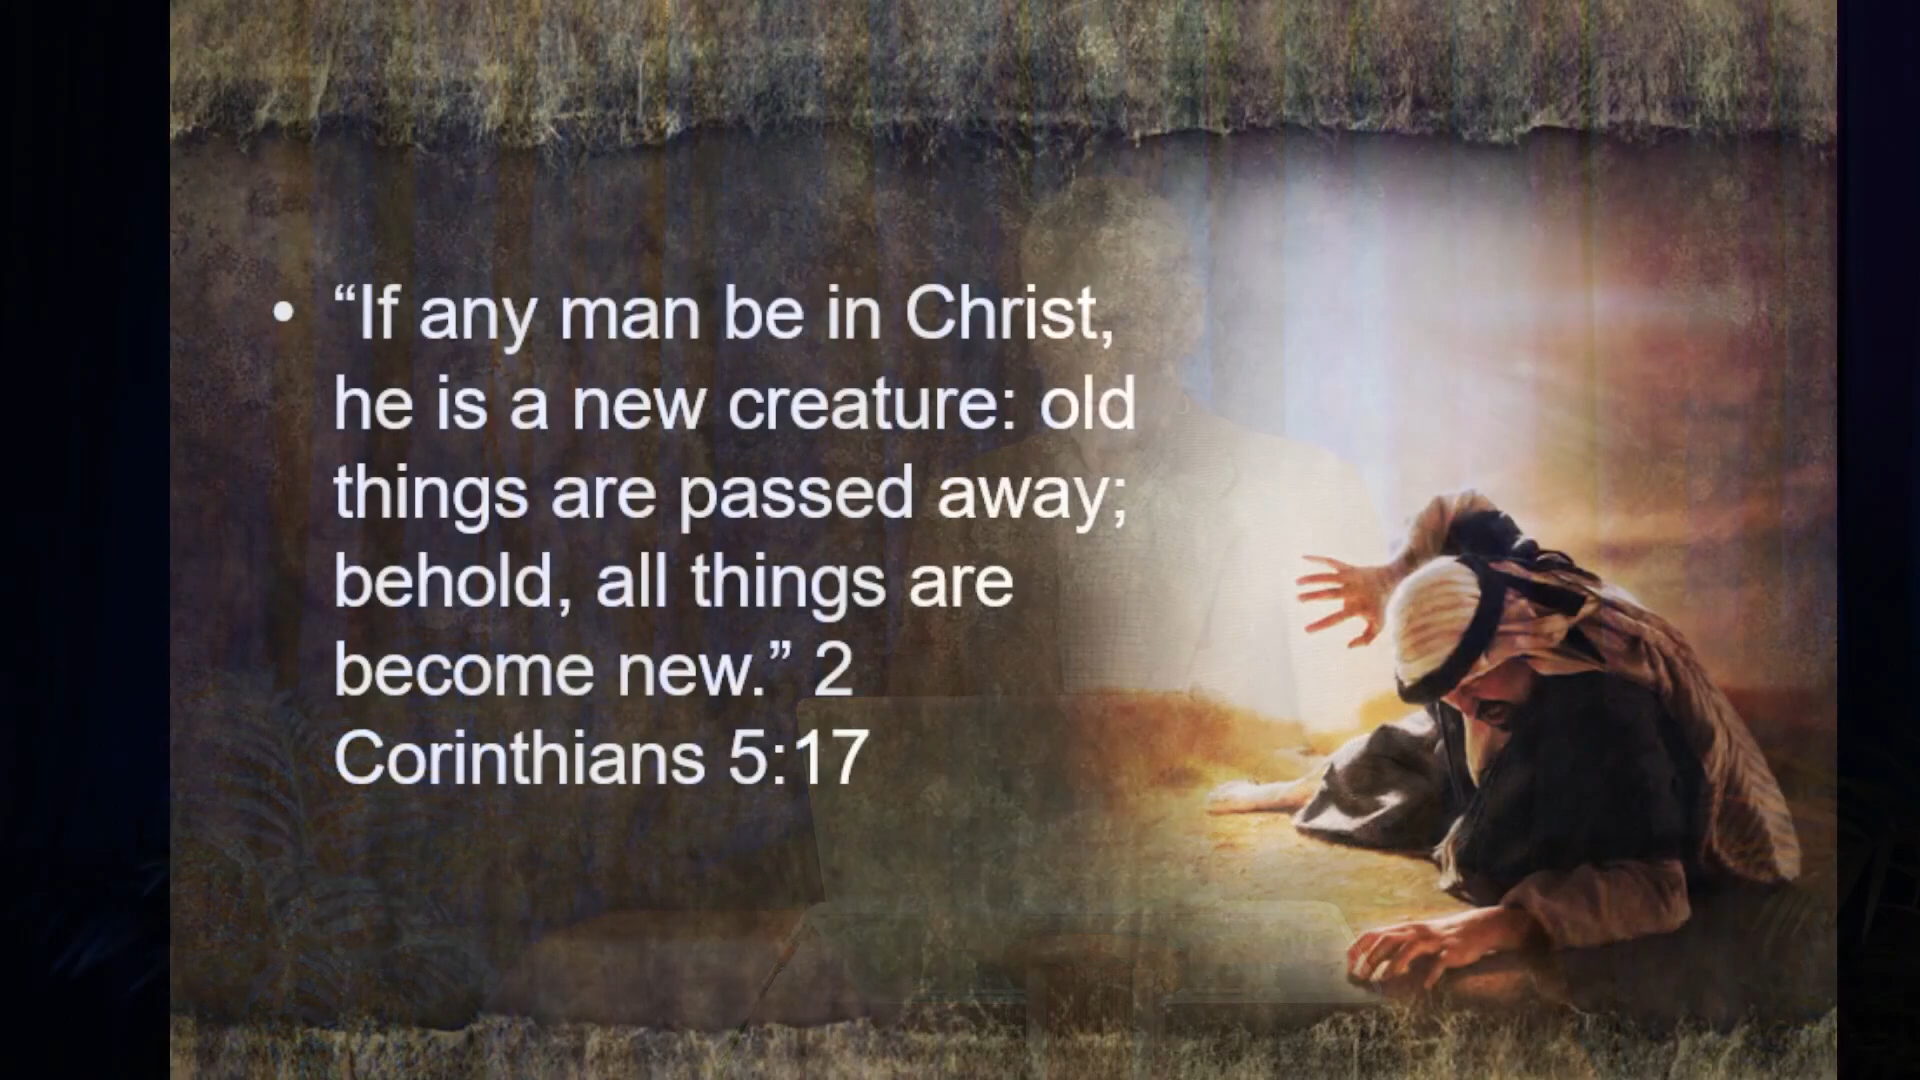 • “If any man be in Christ,
he is a new creature: old
things are passed away;
behold, all things are
become new.” 2
Corinthians 5:17